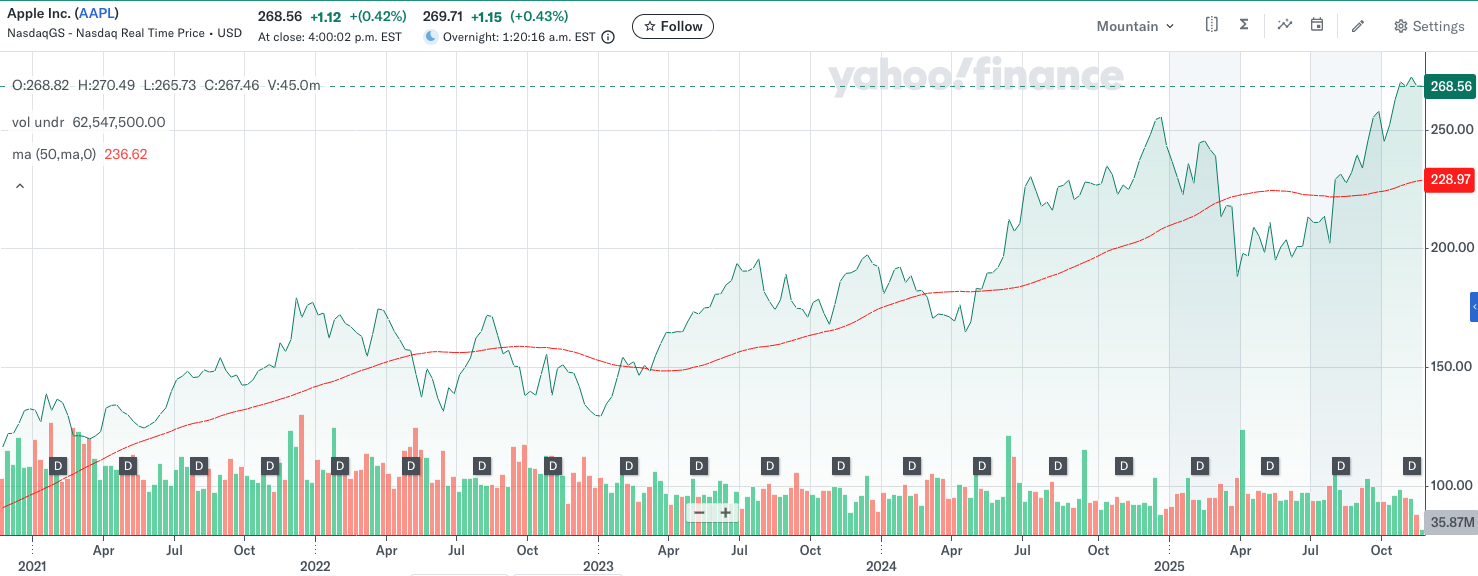 Apple Inc. (AAPL)
NasdaqGS - Nasdaq Real Time Price • USD
268.56 +1.12 +(0.42%)
At close: 4:00:02 p.m. EST
269.71 +1.15 (+0.43%)
Overnight: 1:20:16 a.m. EST
Follow
Mountain
Σ
Settings
yahoo!finance
O:268.82 H:270.49 L:265.73 C:267.46 V:45.0m
vol undr 62,547,500.00
ma (50,ma,0) 236.62
268.56
250.00
228.97
200.00
150.00
100.00
35.87M
D D D D D D D D D D D D D D D D D D D D
− +
Apr Jul Oct Apr Jul Oct Apr Jul Oct Apr Jul Oct Apr Jul Oct
2021 2022 2023 2024 2025